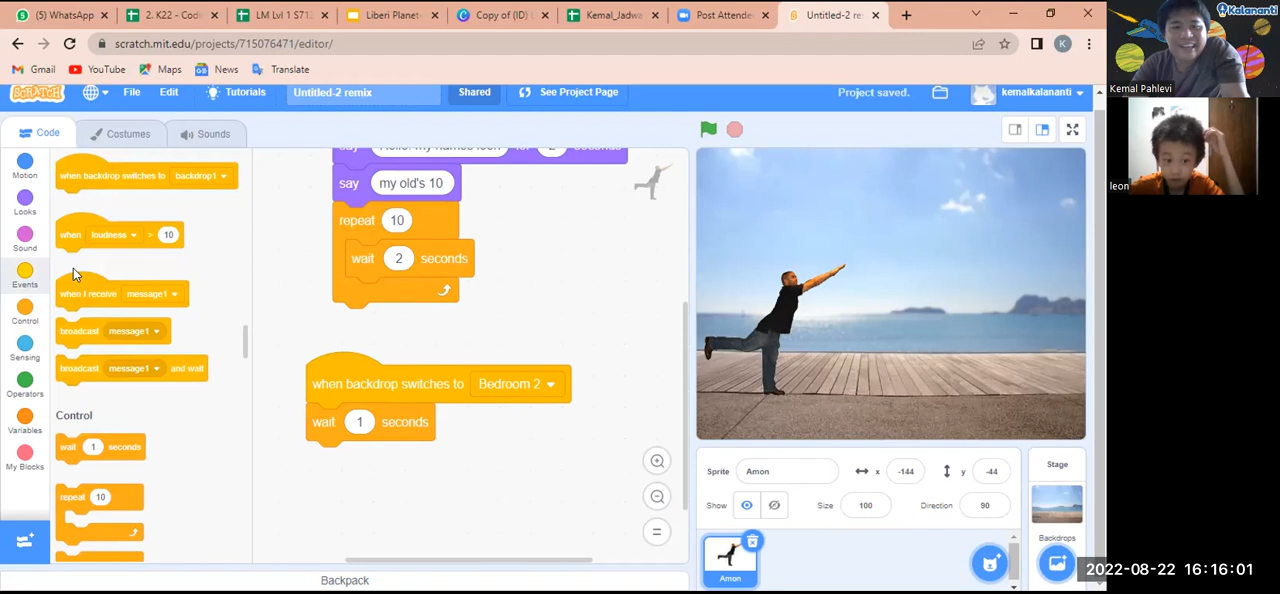 (5) WhatsApp
2. K22 - Codi
LM Lvl 1 S712
Liberi Planet
Copy of (ID) L
Kemal_Jadwa
Post Attende
Untitled-2 rem
scratch.mit.edu/projects/715076471/editor/
K
Gmail YouTube Maps News Translate
SCRATCH File Edit Tutorials Untitled-2 remix Shared See Project Page Project saved. kemalkalananti
Code Costumes Sounds
Motion
Looks
Sound
Events
Control
Sensing
Operators
Variables
My Blocks
when backdrop switches to backdrop1
when loudness > 10
when I receive message1
broadcast message1
broadcast message1 and wait
Control
wait 1 seconds
repeat 10
say my old's 10
repeat 10
wait 2 seconds
when backdrop switches to Bedroom 2
wait 1 seconds
Backpack
Sprite Amon x -144 y -44
Show Size 100 Direction 90
Amon
Stage
Backdrops
Kalananti
Kemal Pahlevi
leon
2022-08-22 16:16:01